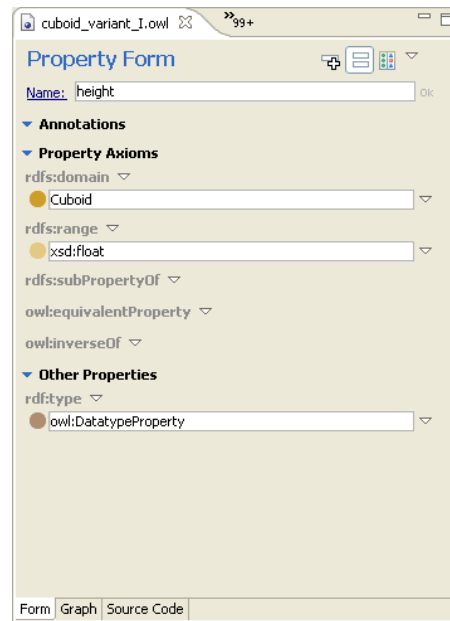 cuboid_variant_I.owl »99+
Property Form
Name: height Ok
Annotations
Property Axioms
rdfs:domain
Cuboid
rdfs:range
xsd:float
rdfs:subPropertyOf
owl:equivalentProperty
owl:inverseOf
Other Properties
rdf:type
owl:DatatypeProperty
Form Graph Source Code